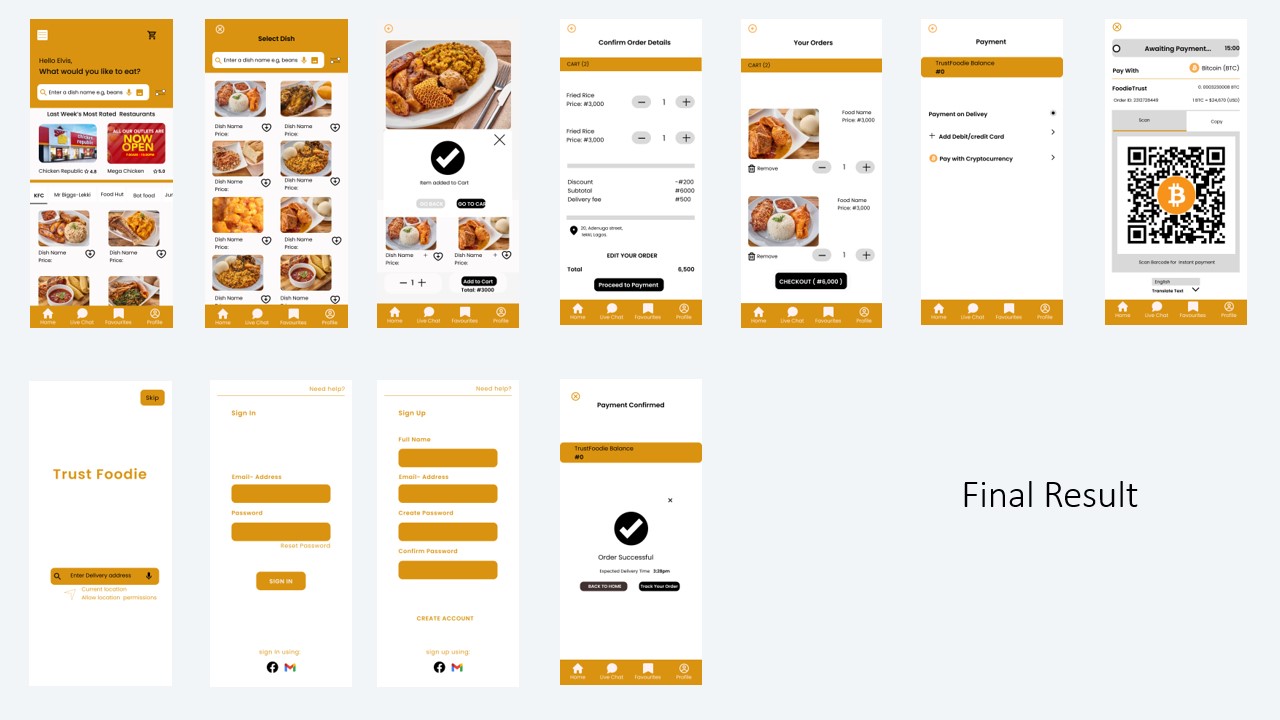 Hello Elvis,
What would you like to eat?
Enter a dish name e.g, beans
Last Week's Most Rated Restaurants
ALL OUR OUTLETS ARE
NOW
OPEN
Chicken Republic 4.8
Mega Chicken 5.0
KFC Mr Biggs-Lekki Food Hut Bot food Jun
Dish Name
Price:
Dish Name
Price:
Home Live Chat Favourites Profile
Select Dish
Enter a dish name e.g, beans
Dish Name
Price:
Dish Name
Price:
Dish Name
Price:
Dish Name
Price:
Dish Name
Price:
Dish Name
Price:
Dish Name
Dish Name
Home Live Chat Favourites Profile
Item added to Cart
GO BACK GO TO CAR
Dish Name +
Price:
Dish Name +
Price:
1
Add to Cart
Total: #3000
Home Live Chat Favourites Profile
Confirm Order Details
CART (2)
Fried Rice
Price: #3,000
1
Fried Rice
Price: #3,000
1
Discount -#200
Subtotal #6000
Delivery fee #500
20, Adenuga street,
Yekki, Lagos.
EDIT YOUR ORDER
Total 6,500
Proceed to Payment
Home Live Chat Favourites Profile
Your Orders
CART (2)
Food Name
Price: #3,000
Remove 1
Food Name
Price: #3,000
Remove 1
CHECKOUT ( #6,000 )
Home Live Chat Favourites Profile
Payment
TrustFoodie Balance
#0
Payment on Delivey
+ Add Debit/credit Card
Pay with Cryptocurrency
Home Live Chat Favourites Profile
Awaiting Payment... 15:00
Pay With Bitcoin (BTC)
FoodieTrust
Order ID: 
1 BTC = $24,670 (USD)
Scan Copy
Scan Barcode for instant payment
English
Translate Text
Home Live Chat Favourites Profile
Skip
Trust Foodie
Enter Delivery address
Current location
Allow location permissions
Need help?
Sign In
Email- Address
Password
Reset Password
SIGN IN
sign in using:
Need help?
Sign Up
Full Name
Email- Address
Create Password
Confirm Password
CREATE ACCOUNT
sign up using:
Payment Confirmed
TrustFoodie Balance
#0
Order Successful
Expected Delivery Time: 3:28pm
BACK TO HOME Track Your Order
Home Live Chat Favourites Profile
Final Result